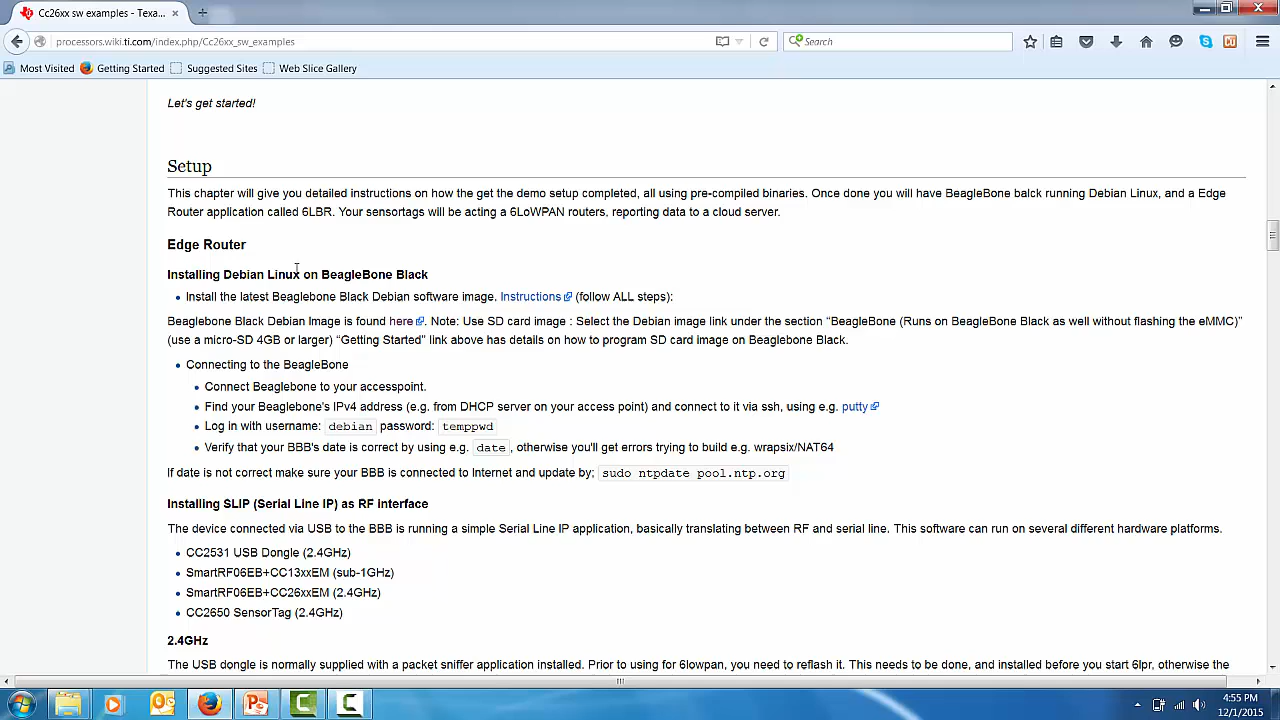 Cc26xx sw examples - Texa...
processors.wiki.ti.com/index.php/Cc26xx_sw_examples
Search
Most Visited Getting Started Suggested Sites Web Slice Gallery
Let's get started!
Setup
This chapter will give you detailed instructions on how the get the demo setup completed, all using pre-compiled binaries. Once done you will have BeagleBone balck running Debian Linux, and a Edge
Router application called 6LBR. Your sensortags will be acting a 6LoWPAN routers, reporting data to a cloud server.
Edge Router
Installing Debian Linux on BeagleBone Black
Install the latest Beaglebone Black Debian software image. Instructions (follow ALL steps):
Beaglebone Black Debian Image is found here. Note: Use SD card image : Select the Debian image link under the section “BeagleBone (Runs on BeagleBone Black as well without flashing the eMMC)”
(use a micro-SD 4GB or larger) “Getting Started” link above has details on how to program SD card image on Beaglebone Black.
Connecting to the BeagleBone
Connect Beaglebone to your accesspoint.
Find your Beaglebone's IPv4 address (e.g. from DHCP server on your access point) and connect to it via ssh, using e.g. putty
Log in with username: debian password: temppwd
Verify that your BBB's date is correct by using e.g. date, otherwise you'll get errors trying to build e.g. wrapsix/NAT64
If date is not correct make sure your BBB is connected to Internet and update by; sudo ntpdate pool.ntp.org
Installing SLIP (Serial Line IP) as RF interface
The device connected via USB to the BBB is running a simple Serial Line IP application, basically translating between RF and serial line. This software can run on several different hardware platforms.
CC2531 USB Dongle (2.4GHz)
SmartRF06EB+CC13xxEM (sub-1GHz)
SmartRF06EB+CC26xxEM (2.4GHz)
CC2650 SensorTag (2.4GHz)
2.4GHz
The USB dongle is normally supplied with a packet sniffer application installed. Prior to using for 6lowpan, you need to reflash it. This needs to be done, and installed before you start 6lpr, otherwise the
4:55 PM
12/1/2015